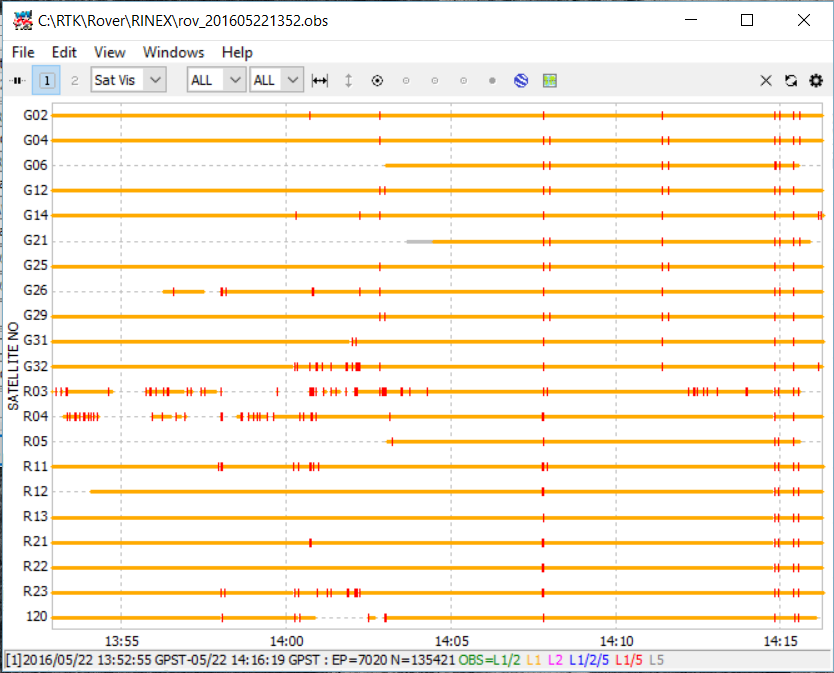 C:\RTK\Rover\RINEX\rov_201605221352.obs
File Edit View Windows Help
1 2 Sat Vis ALL ALL
SATELLITE NO
G02
G04
G06
G12
G14
G21
G25
G26
G29
G31
G32
R03
R04
R05
R11
R12
R13
R21
R22
R23
120
13:55 14:00 14:05 14:10 14:15
[1]2016/05/22 13:52:55 GPST-05/22 14:16:19 GPST : EP=7020 N=135421 OBS=L1/2 L1 L2 L1/2/5 L1/5 L5